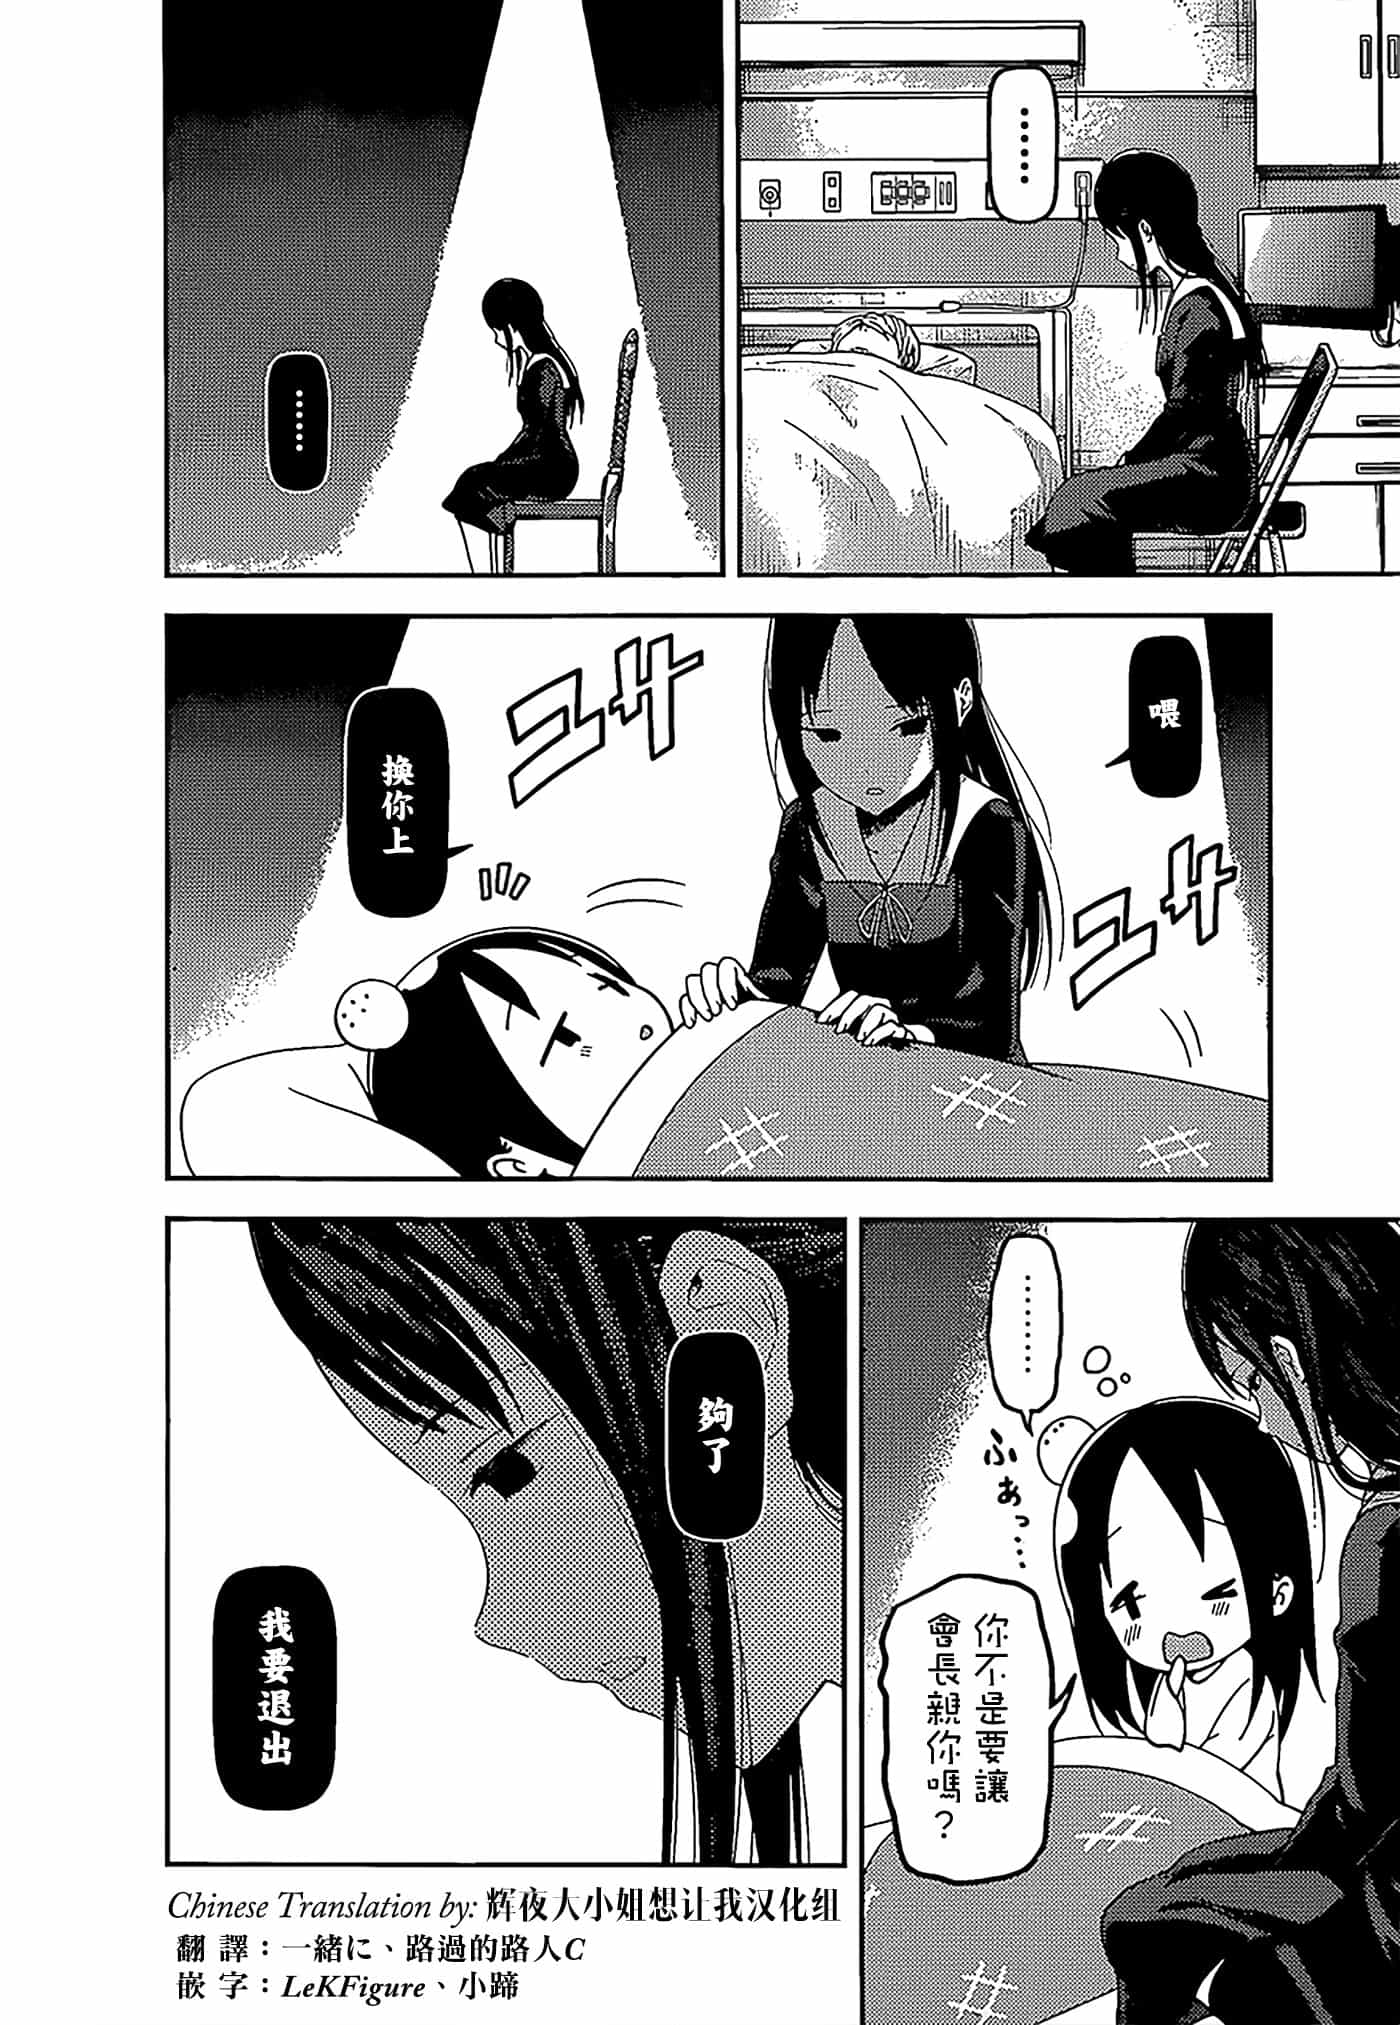 ……
……
喂
ユサ
ユサ
換你上
………
ふぁっ…
你不是要讓
會長親你嗎？
夠了
我要退出
Chinese Translation by: 辉夜大小姐想让我汉化组
翻譯：一緒に、路過的路人C
嵌字：LeKFigure、小蹄